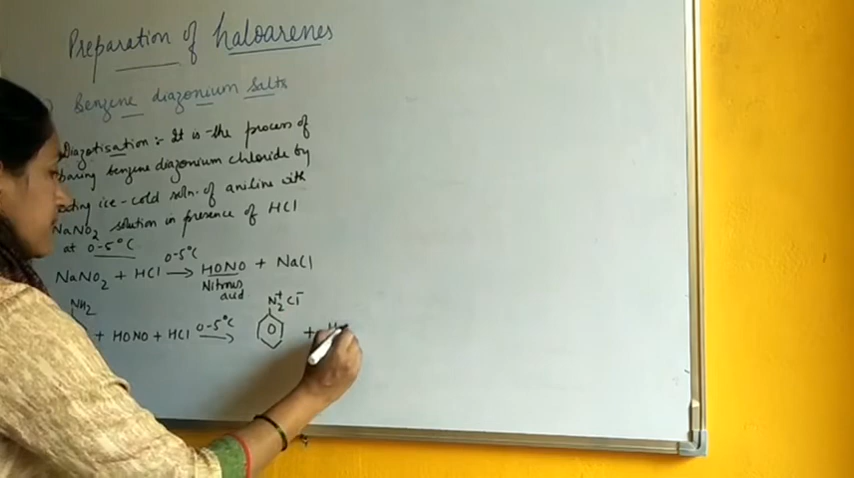 Preparation of haloarenes
Benzene diazonium salts
Diazotisation :- It is the process of
benzene diazonium chloride by
ice-cold soln. of aniline with
NaNO2 solution in presence of HCl
at 0-5°C.
NaNO2 + HCl 0-5°C → HONO + NaCl
Nitrous
acid
NH2
+ HONO + HCl 0-5°C → N2+Cl- +